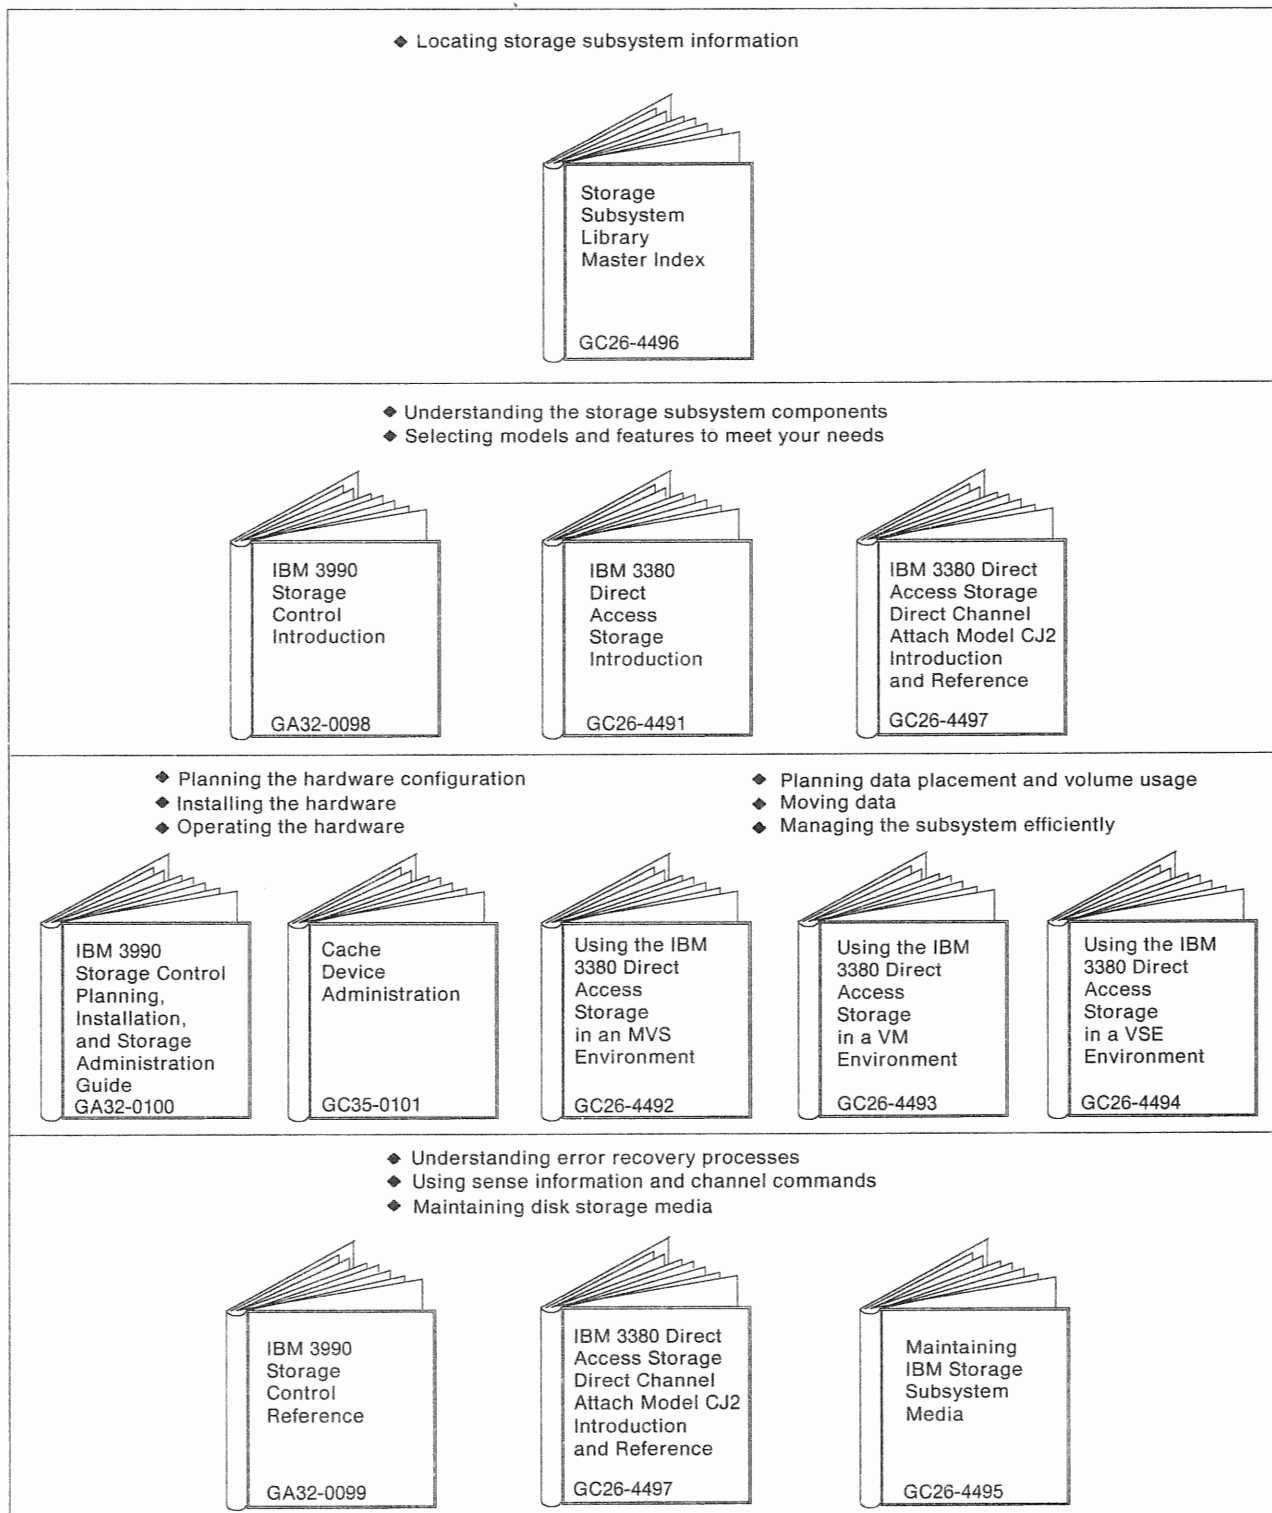 ◆ Locating storage subsystem information
Storage
Subsystem
Library
Master Index
GC26-4496
◆ Understanding the storage subsystem components
◆ Selecting models and features to meet your needs
IBM 3990
Storage
Control
Introduction
GA32-0098
IBM 3380
Direct
Access
Storage
Introduction
GC26-4491
IBM 3380 Direct
Access Storage
Direct Channel
Attach Model CJ2
Introduction
and Reference
GC26-4497
◆ Planning the hardware configuration
◆ Installing the hardware
◆ Operating the hardware
◆ Planning data placement and volume usage
◆ Moving data
◆ Managing the subsystem efficiently
IBM 3990
Storage Control
Planning,
Installation,
and Storage
Administration
Guide
GA32-0100
Cache
Device
Administration
GC35-0101
Using the IBM
3380 Direct
Access
Storage
in an MVS
Environment
GC26-4492
Using the IBM
3380 Direct
Access
Storage
in a VM
Environment
GC26-4493
Using the IBM
3380 Direct
Access
Storage
in a VSE
Environment
GC26-4494
◆ Understanding error recovery processes
◆ Using sense information and channel commands
◆ Maintaining disk storage media
IBM 3990
Storage
Control
Reference
GA32-0099
IBM 3380 Direct
Access Storage
Direct Channel
Attach Model CJ2
Introduction
and Reference
GC26-4497
Maintaining
IBM Storage
Subsystem
Media
GC26-4495